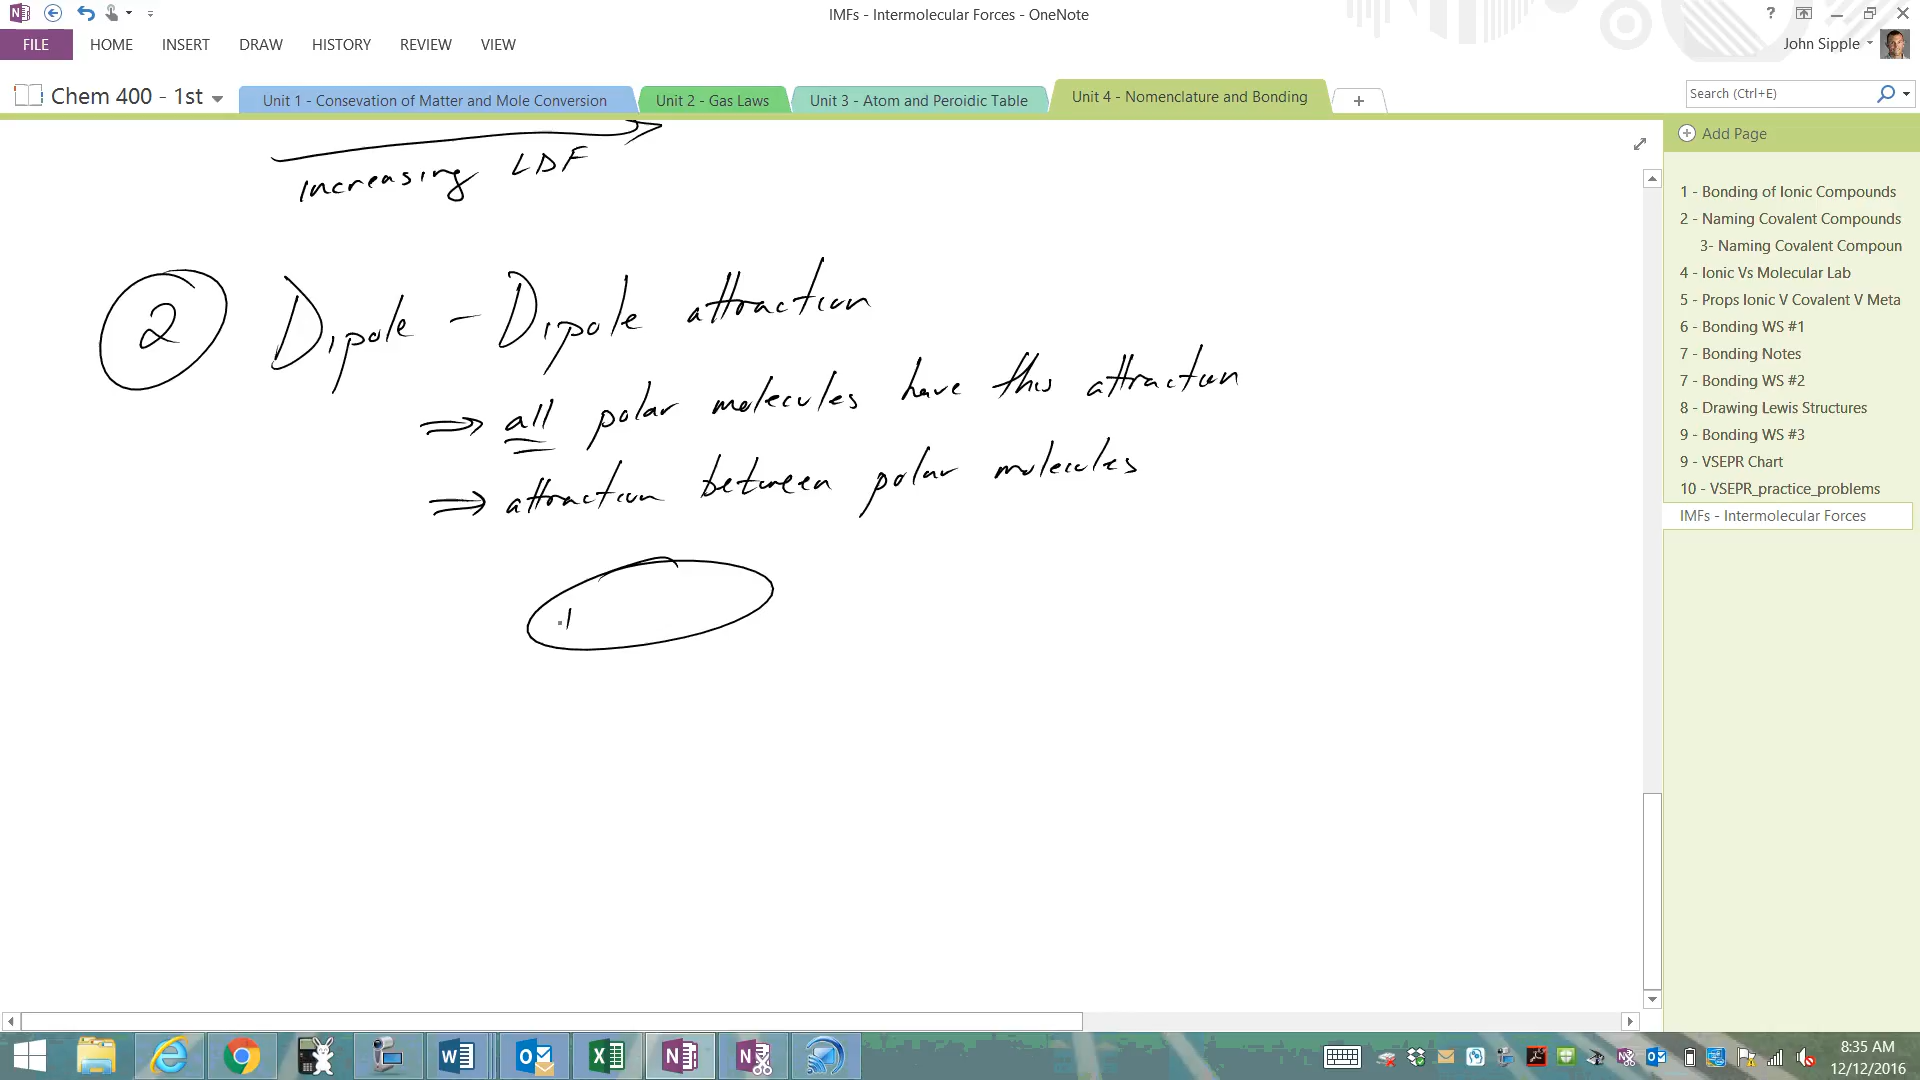 IMFs - Intermolecular Forces - OneNote
FILE HOME INSERT DRAW HISTORY REVIEW VIEW
John Sipple
Chem 400 - 1st
Unit 1 - Consevation of Matter and Mole Conversion
Unit 2 - Gas Laws
Unit 3 - Atom and Peroidic Table
Unit 4 - Nomenclature and Bonding
Search (Ctrl+E)
Add Page
Increasing LDF
2 Dipole - Dipole attraction
⇒ all polar molecules have this attraction
⇒ attraction between polar molecules
1 - Bonding of Ionic Compounds
2 - Naming Covalent Compounds
3- Naming Covalent Compoun
4 - Ionic Vs Molecular Lab
5 - Props Ionic V Covalent V Meta
6 - Bonding WS #1
7 - Bonding Notes
7 - Bonding WS #2
8 - Drawing Lewis Structures
9 - Bonding WS #3
9 - VSEPR Chart
10 - VSEPR_practice_problems
IMFs - Intermolecular Forces
8:35 AM
12/12/2016